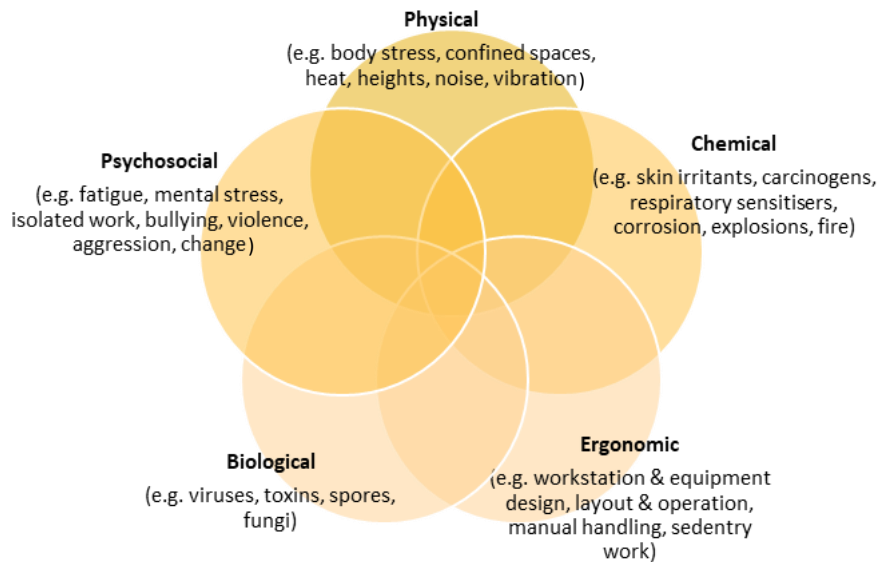 Physical
(e.g. body stress, confined spaces,
heat, heights, noise, vibration)
Chemical
(e.g. skin irritants, carcinogens,
respiratory sensitisers,
corrosion, explosions, fire)
Psychosocial
(e.g. fatigue, mental stress,
isolated work, bullying, violence,
aggression, change)
Ergonomic
(e.g. workstation & equipment
design, layout & operation,
manual handling, sedentry
work)
Biological
(e.g. viruses, toxins, spores,
fungi)